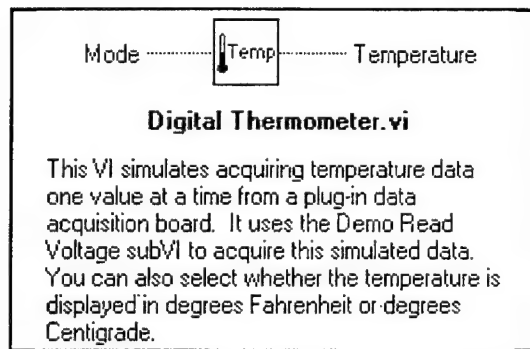 Mode Temp Temperature
Digital Thermometer.vi
This VI simulates acquiring temperature data
one value at a time from a plug-in data
acquisition board. It uses the Demo Read
Voltage subVI to acquire this simulated data.
You can also select whether the temperature is
displayed in degrees Fahrenheit or degrees
Centigrade.